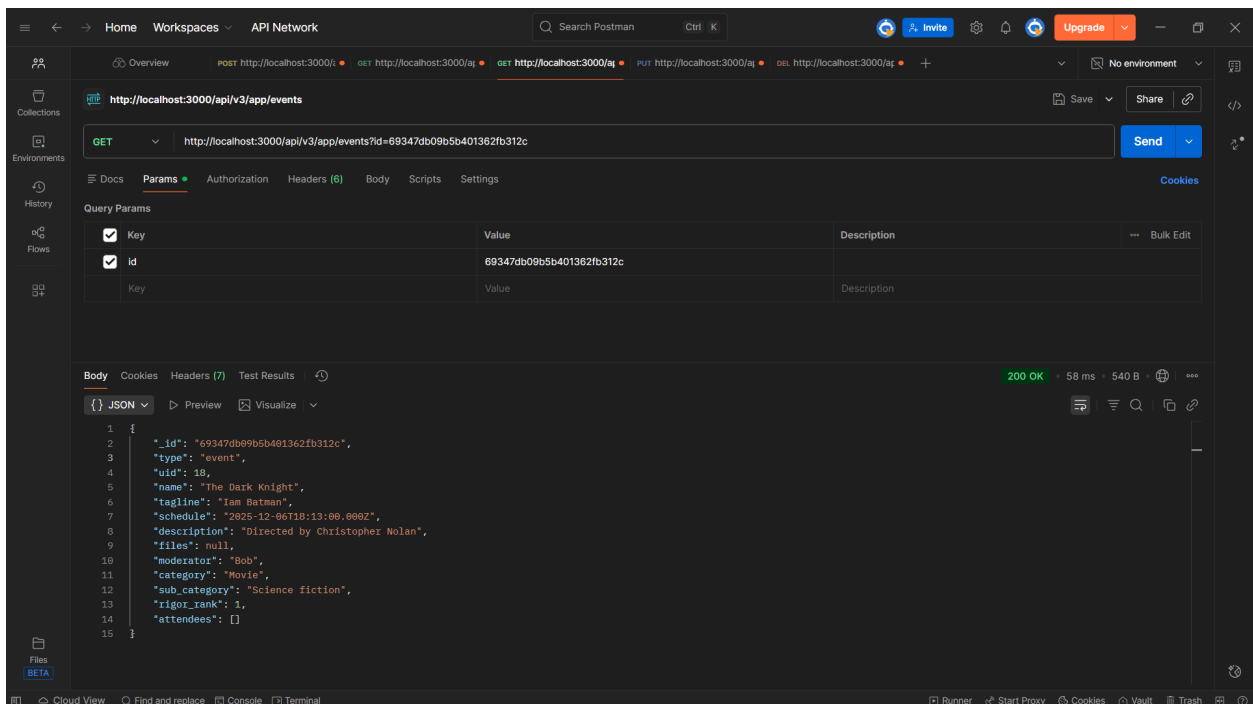 Home Workspaces API Network Search Postman Ctrl K Invite Upgrade
Overview POST http://localhost:3000/a GET http://localhost:3000/ap GET http://localhost:3000/ap PUT http://localhost:3000/ap DEL http://localhost:3000/ap No environment
Collections
HTTP http://localhost:3000/api/v3/app/events Save Share
Environments
GET http://localhost:3000/api/v3/app/events?id=69347db09b5b401362fb312c Send
Docs Params Authorization Headers (6) Body Scripts Settings Cookies
History
Query Params
Flows
Key Value Description Bulk Edit
id 69347db09b5b401362fb312c
Key Value Description
Body Cookies Headers (7) Test Results 200 OK 58 ms 540 B
{} JSON Preview Visualize
1 {
2 "_id": "69347db09b5b401362fb312c",
3 "type": "event",
4 "uid": 18,
5 "name": "The Dark Knight",
6 "tagline": "Iam Batman",
7 "schedule": "2025-12-06T18:13:00.000Z",
8 "description": "Directed by Christopher Nolan",
9 "files": null,
10 "moderator": "Bob",
11 "category": "Movie",
12 "sub_category": "Science fiction",
13 "rigor_rank": 1,
14 "attendees": []
15 }
Files
BETA
Cloud View Find and replace Console Terminal Runner Start Proxy Cookies Vault Trash